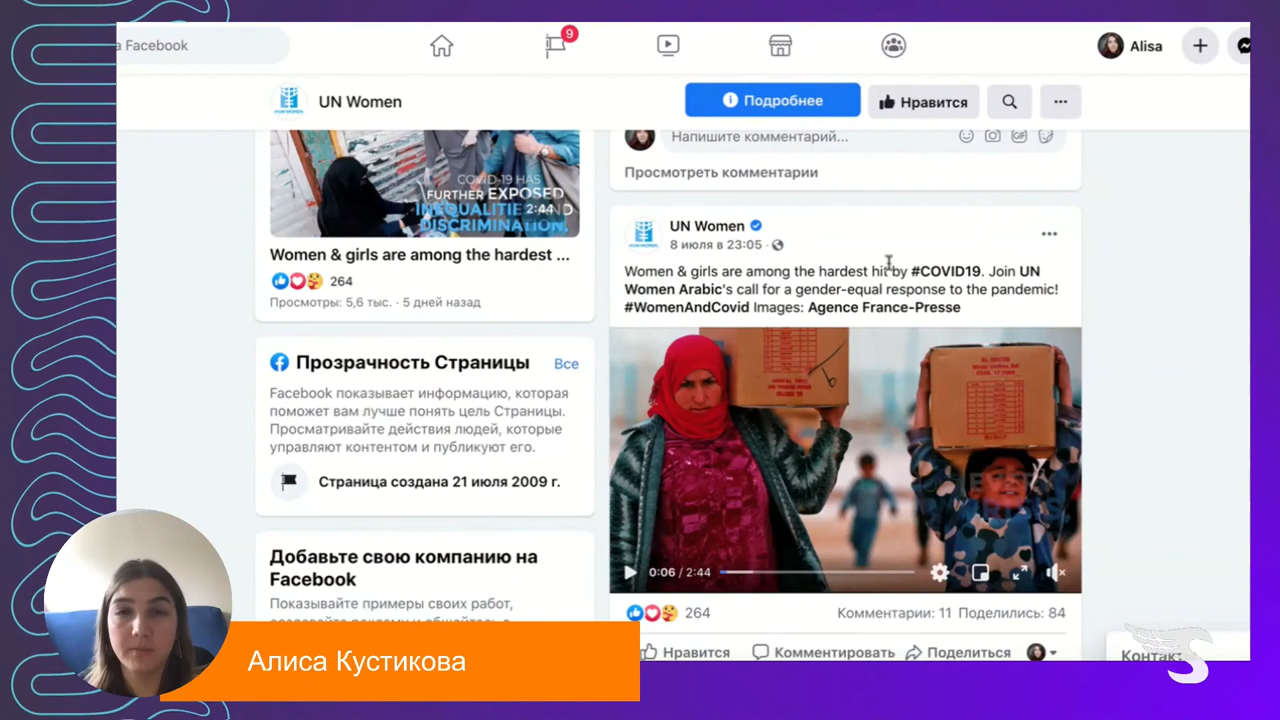 а Facebook
9
Alisa
UN Women
Подробнее
Нравится
COVID-19 HAS
FURTHER EXPOSED
INEQUALITIE 2:44 ND
DISCRIMINATION,
Women & girls are among the hardest ...
264
Просмотры: 5,6 тыс. · 5 дней назад
Прозрачность Страницы
Все
Facebook показывает информацию, которая
поможет вам лучше понять цель Страницы.
Просматривайте действия людей, которые
управляют контентом и публикуют его.
Страница создана 21 июля 2009 г.
Добавьте свою компанию на
Facebook
Показывайте примеры своих работ,
Напишите комментарий...
GIF
Просмотреть комментарии
UN Women
8 июля в 23:05 ·
Women & girls are among the hardest hit by #COVID19. Join UN
Women Arabic's call for a gender-equal response to the pandemic!
#WomenAndCovid Images: Agence France-Presse
0:06 / 2:44
264
Комментарии: 11 Поделились: 84
Нравится
Комментировать
Поделиться
Контак
Алиса Кустикова